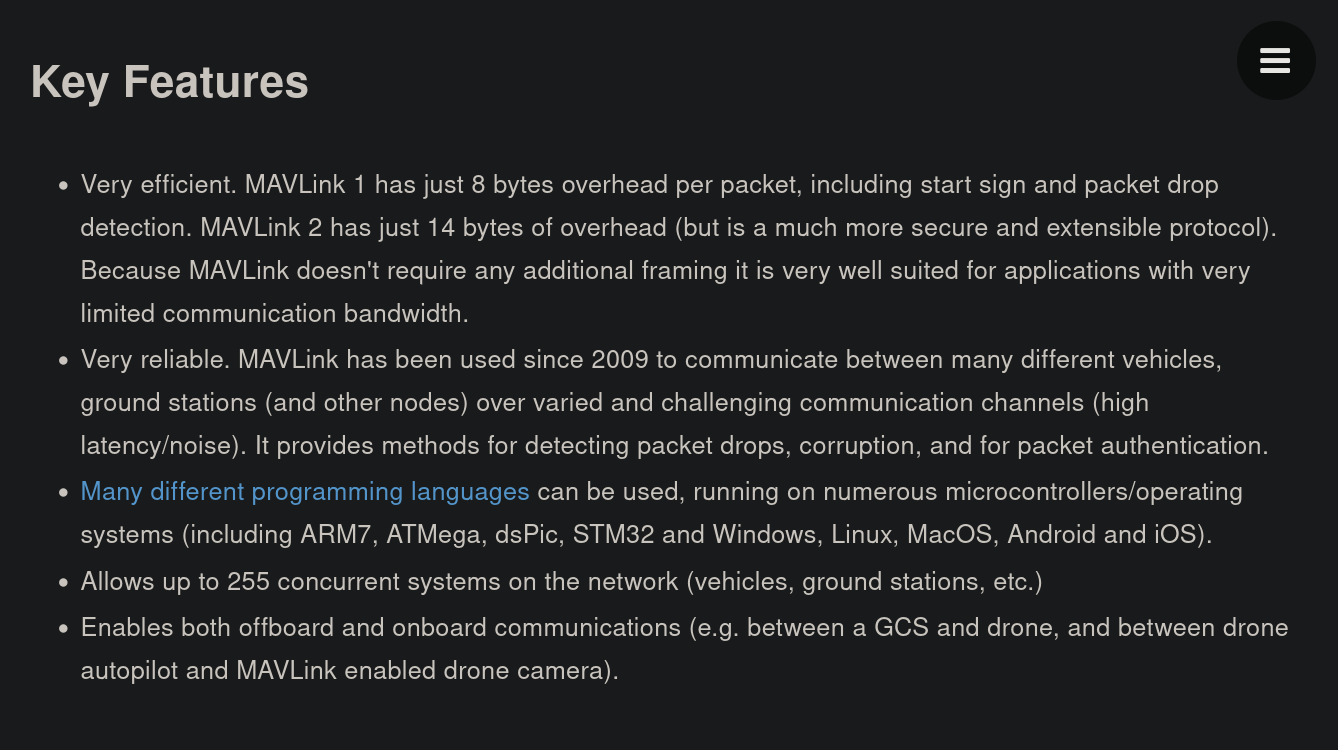 Key Features
• Very efficient. MAVLink 1 has just 8 bytes overhead per packet, including start sign and packet drop
detection. MAVLink 2 has just 14 bytes of overhead (but is a much more secure and extensible protocol).
Because MAVLink doesn't require any additional framing it is very well suited for applications with very
limited communication bandwidth.
• Very reliable. MAVLink has been used since 2009 to communicate between many different vehicles,
ground stations (and other nodes) over varied and challenging communication channels (high
latency/noise). It provides methods for detecting packet drops, corruption, and for packet authentication.
• Many different programming languages can be used, running on numerous microcontrollers/operating
systems (including ARM7, ATMega, dsPic, STM32 and Windows, Linux, MacOS, Android and iOS).
• Allows up to 255 concurrent systems on the network (vehicles, ground stations, etc.)
• Enables both offboard and onboard communications (e.g. between a GCS and drone, and between drone
autopilot and MAVLink enabled drone camera).